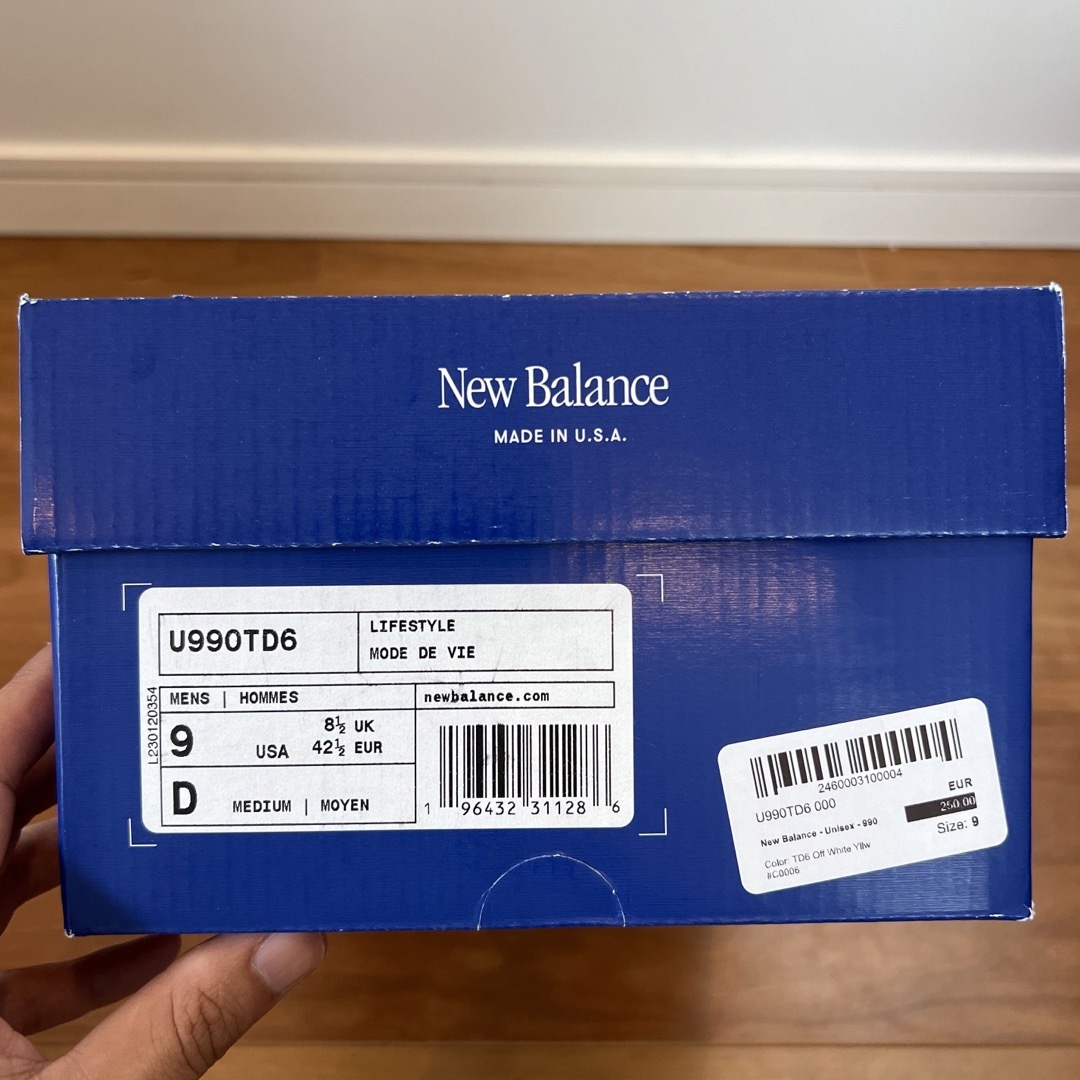 New Balance
MADE IN U.S.A.
U990TD6
LIFESTYLE
MODE DE VIE
L230120354
MENS | HOMMES
newbalance.com
9
USA
8½ UK
42½ EUR
D
MEDIUM | MOYEN
1 96432 31128 6
2460003100004
U990TD6 000
EUR
250.00
New Balance - Unisex - 990
Size: 9
Color: TD6 Off White Yllw
IIC0006